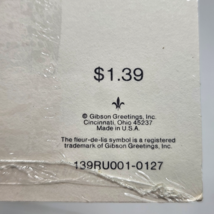 $1.39
© Gibson Greetings, Inc.
Cincinnati, Ohio 45237
Made in U.S.A.
The fleur-de-lis symbol is a registered
trademark of Gibson Greetings, Inc.
139RU001-0127